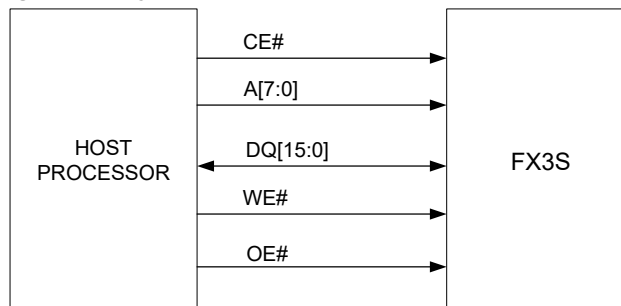 CE#
A[7:0]
HOST
PROCESSOR
DQ[15:0]
FX3S
WE#
OE#